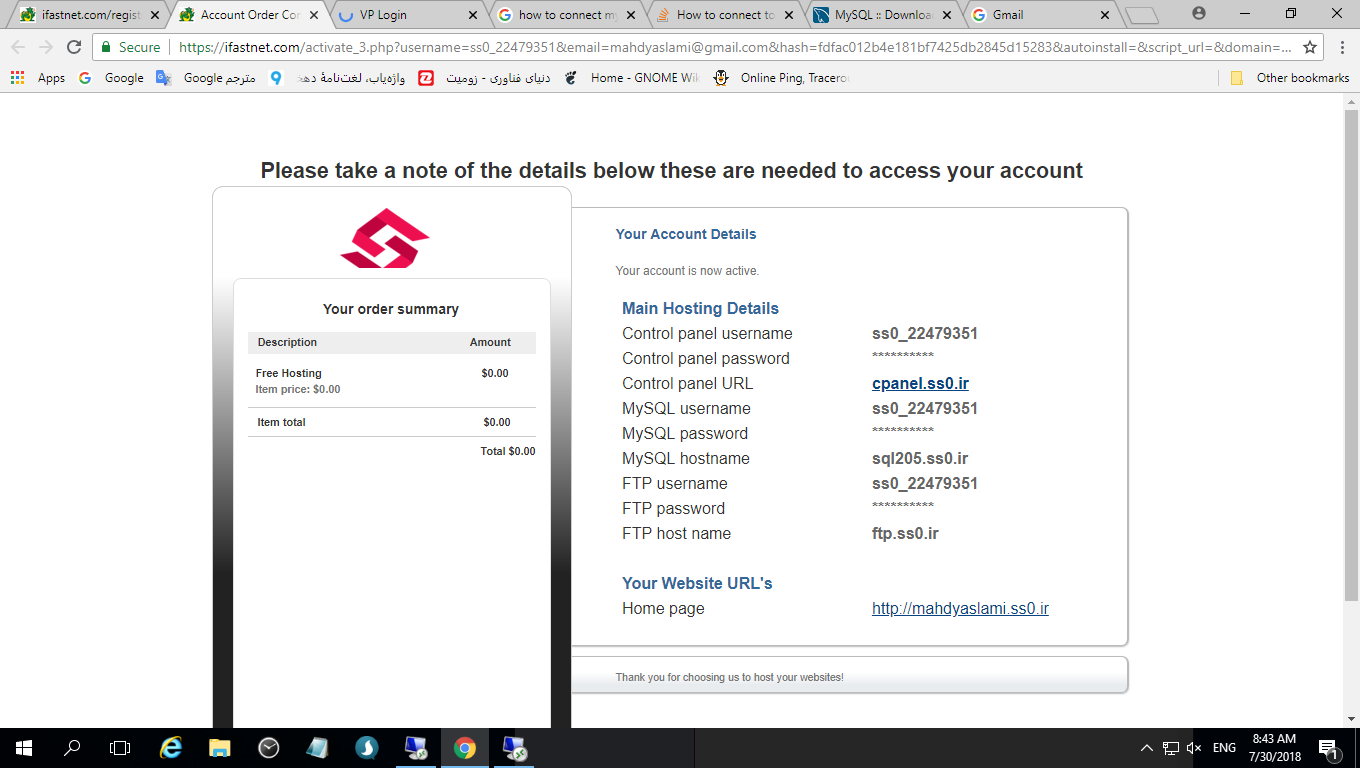 ifastnet.com/regist
Account Order Con
VP Login
how to connect my
How to connect to
MySQL :: Downloa
Gmail
Secure
https://ifastnet.com/activate_3.php?username=ss0_22479351&email=mahdyaslami@gmail.com&hash=fdfac012b4e181bf7425db2845d15283&autoinstall=&script_url=&domain=...
Apps
Google
مترجم Google
واژه‌یاب، لغت‌نامهٔ دهخ
دنیای فناوری - زومیت
Home - GNOME Wik
Online Ping, Tracero
Other bookmarks
Please take a note of the details below these are needed to access your account
Your order summary
Description Amount
Free Hosting $0.00
Item price: $0.00
Item total $0.00
Total $0.00
Your Account Details
Your account is now active.
Main Hosting Details
Control panel username ss0_22479351
Control panel password **********
Control panel URL cpanel.ss0.ir
MySQL username ss0_22479351
MySQL password **********
MySQL hostname sql205.ss0.ir
FTP username ss0_22479351
FTP password **********
FTP host name ftp.ss0.ir
Your Website URL's
Home page http://mahdyaslami.ss0.ir
Thank you for choosing us to host your websites!
ENG
8:43 AM
7/30/2018
1